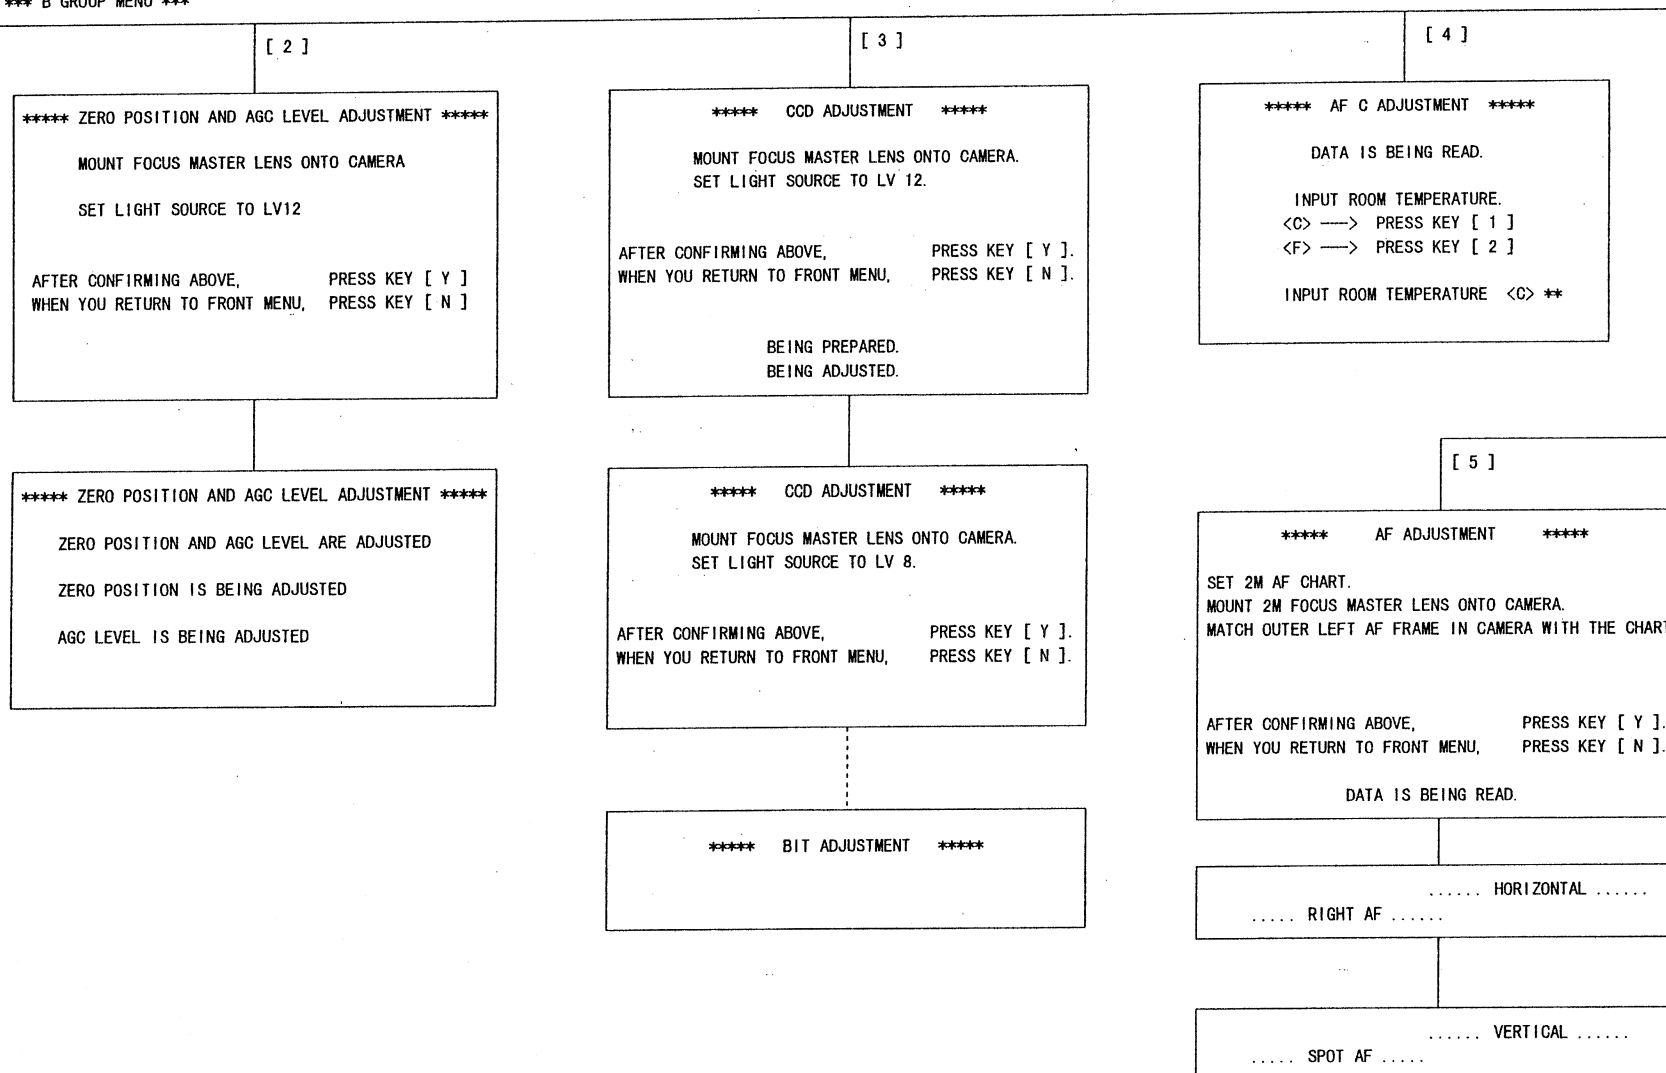 *** B GROUP MENU ***
[ 2 ]
***** ZERO POSITION AND AGC LEVEL ADJUSTMENT *****
MOUNT FOCUS MASTER LENS ONTO CAMERA
SET LIGHT SOURCE TO LV12
AFTER CONFIRMING ABOVE, PRESS KEY [ Y ]
WHEN YOU RETURN TO FRONT MENU, PRESS KEY [ N ]
***** ZERO POSITION AND AGC LEVEL ADJUSTMENT *****
ZERO POSITION AND AGC LEVEL ARE ADJUSTED
ZERO POSITION IS BEING ADJUSTED
AGC LEVEL IS BEING ADJUSTED
[ 3 ]
***** CCD ADJUSTMENT *****
MOUNT FOCUS MASTER LENS ONTO CAMERA.
SET LIGHT SOURCE TO LV 12.
AFTER CONFIRMING ABOVE, PRESS KEY [ Y ].
WHEN YOU RETURN TO FRONT MENU, PRESS KEY [ N ].
BEING PREPARED.
BEING ADJUSTED.
***** CCD ADJUSTMENT *****
MOUNT FOCUS MASTER LENS ONTO CAMERA.
SET LIGHT SOURCE TO LV 8.
AFTER CONFIRMING ABOVE, PRESS KEY [ Y ].
WHEN YOU RETURN TO FRONT MENU, PRESS KEY [ N ].
***** BIT ADJUSTMENT *****
[ 4 ]
***** AF C ADJUSTMENT *****
DATA IS BEING READ.
INPUT ROOM TEMPERATURE.
<C> ——> PRESS KEY [ 1 ]
<F> ——> PRESS KEY [ 2 ]
INPUT ROOM TEMPERATURE <C> **
[ 5 ]
***** AF ADJUSTMENT *****
SET 2M AF CHART.
MOUNT 2M FOCUS MASTER LENS ONTO CAMERA.
MATCH OUTER LEFT AF FRAME IN CAMERA WITH THE CHART
AFTER CONFIRMING ABOVE, PRESS KEY [ Y ].
WHEN YOU RETURN TO FRONT MENU, PRESS KEY [ N ].
DATA IS BEING READ.
...... HORIZONTAL ......
..... RIGHT AF ......
...... VERTICAL ......
..... SPOT AF .....